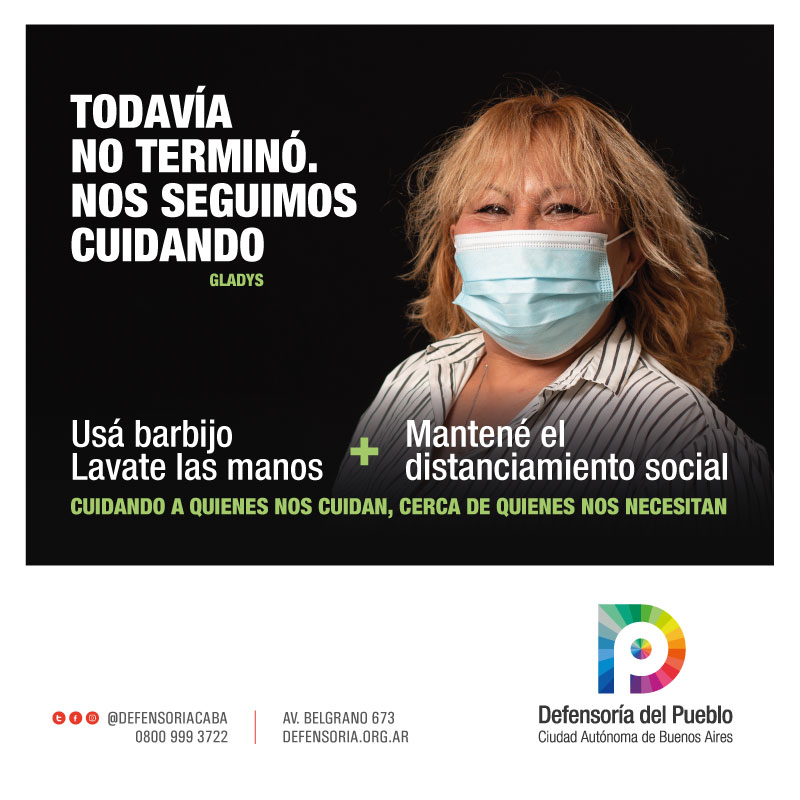 TODAVÍA
NO TERMINÓ.
NOS SEGUIMOS
CUIDANDO
GLADYS
Usá barbijo
Lavate las manos
+
Mantené el
distanciamiento social
CUIDANDO A QUIENES NOS CUIDAN, CERCA DE QUIENES NOS NECESITAN
@DEFENSORIACABA
0800 999 3722
AV. BELGRANO 673
DEFENSORIA.ORG.AR
Defensoría del Pueblo
Ciudad Autónoma de Buenos Aires